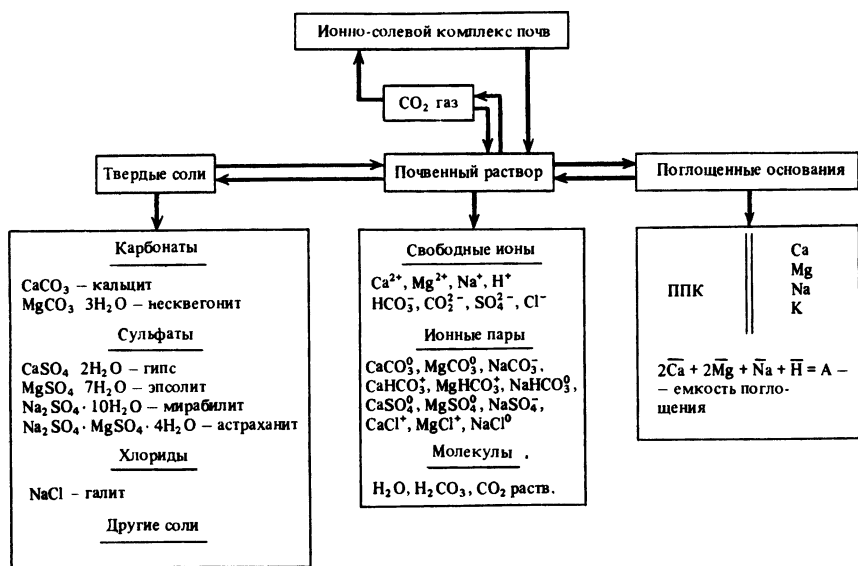 Ионно-солевой комплекс почв
CO₂ газ
Твердые соли
Почвенный раствор
Поглощенные основания
Карбонаты
CaCO₃ – кальцит
MgCO₃ 3H₂O – несквегонит
Сульфаты
CaSO₄ 2H₂O – гипс
MgSO₄ 7H₂O – эпсолит
Na₂SO₄ · 10H₂O – мирабилит
Na₂SO₄ · MgSO₄ · 4H₂O – астраханит
Хлориды
NaCl – галит
Другие соли
Свободные ионы
Ca²⁺, Mg²⁺, Na⁺, H⁺
HCO₃⁻, CO₂²⁻, SO₄²⁻, Cl⁻
Ионные пары
CaCO₃⁰, MgCO₃⁰, NaCO₃⁻,
CaHCO₃⁺, MgHCO₃⁺, NaHCO₃⁰,
CaSO₄⁰, MgSO₄⁰, NaSO₄⁻,
CaCl⁺, MgCl⁺, NaCl⁰
Молекулы
H₂O, H₂CO₃, CO₂ раств.
ППК
Ca
Mg
Na
K
2C̅a̅ + 2M̅g̅ + N̅a + H̅ = A –
– емкость погло-
щения